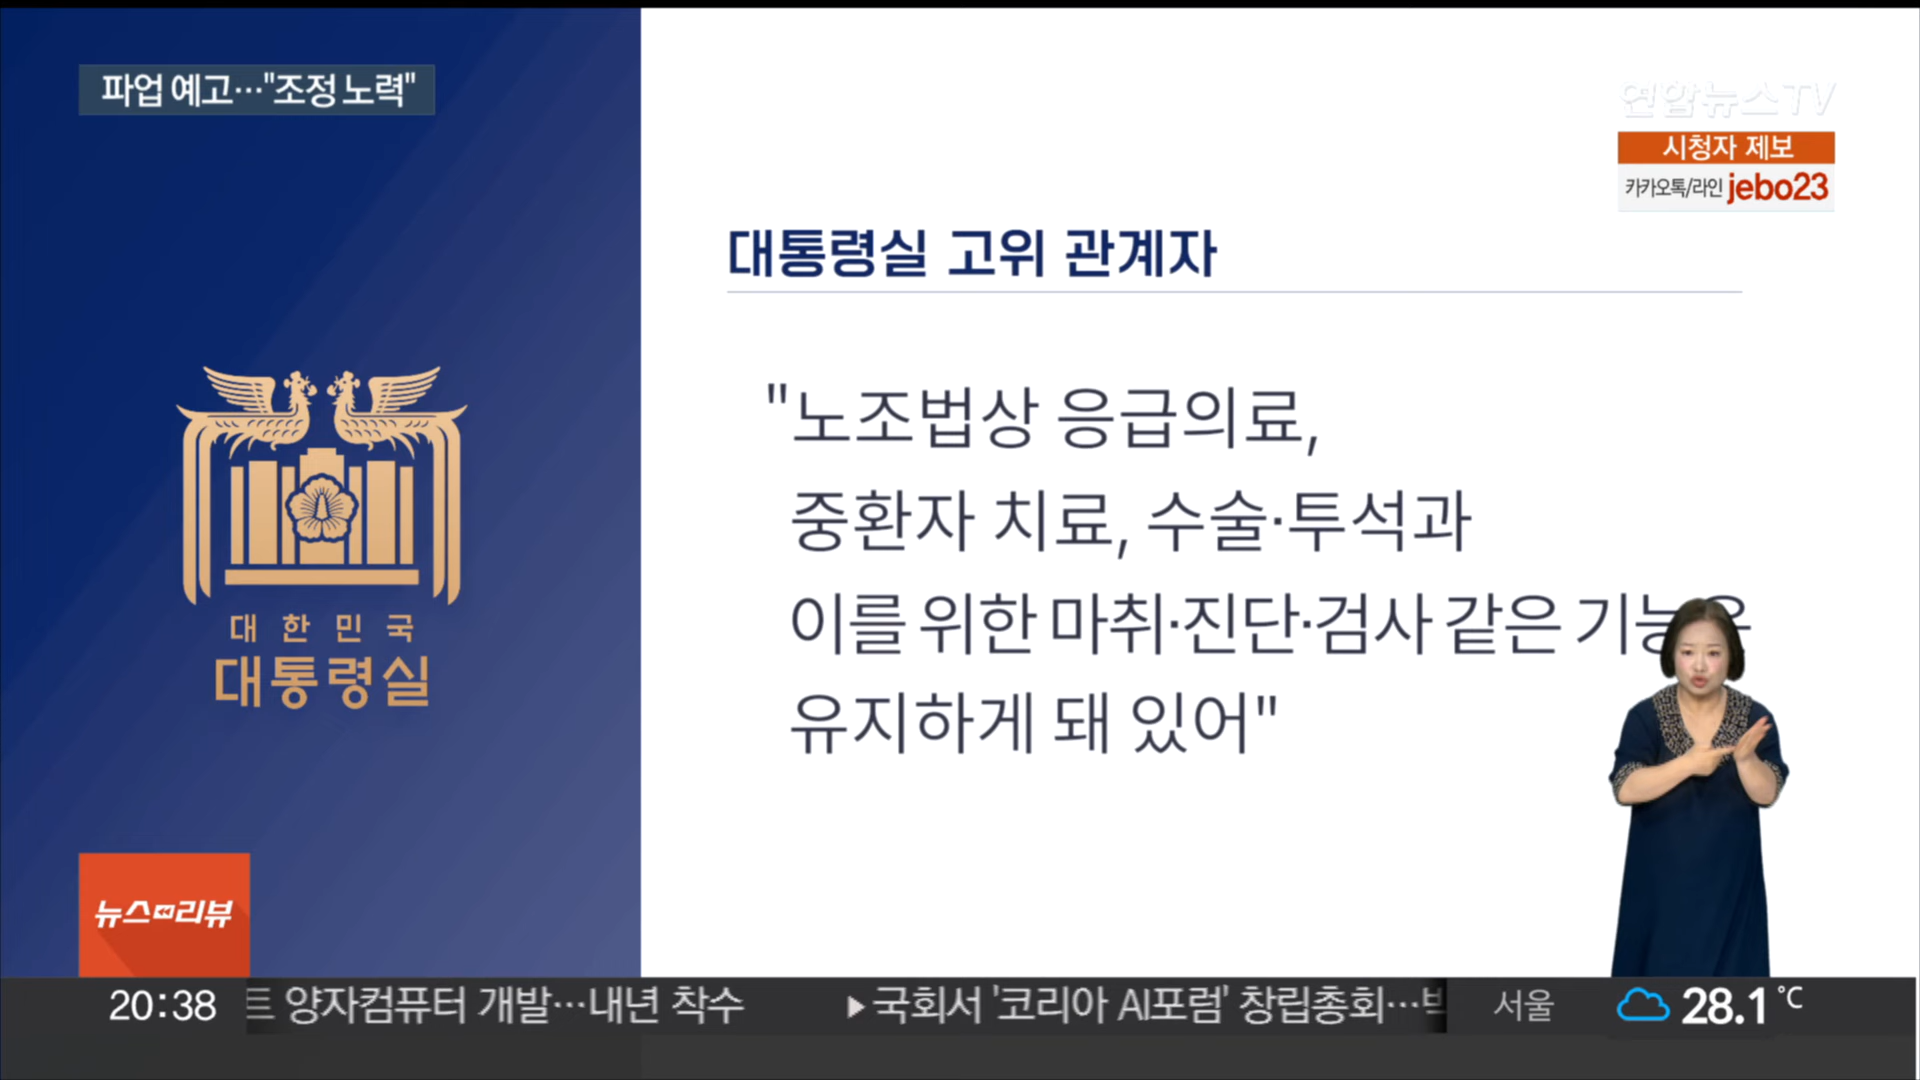 파업 예고…"조정 노력"
연합뉴스TV
시청자 제보
카카오톡/라인 jebo23
대통령실 고위 관계자
"노조법상 응급의료,
중환자 치료, 수술·투석과
이를 위한 마취·진단·검사 같은 기능은
유지하게 돼 있어"
대한민국
대통령실
뉴스리뷰
20:38 트 양자컴퓨터 개발…내년 착수 ▶국회서 '코리아 AI포럼' 창립총회… 서울 28.1℃